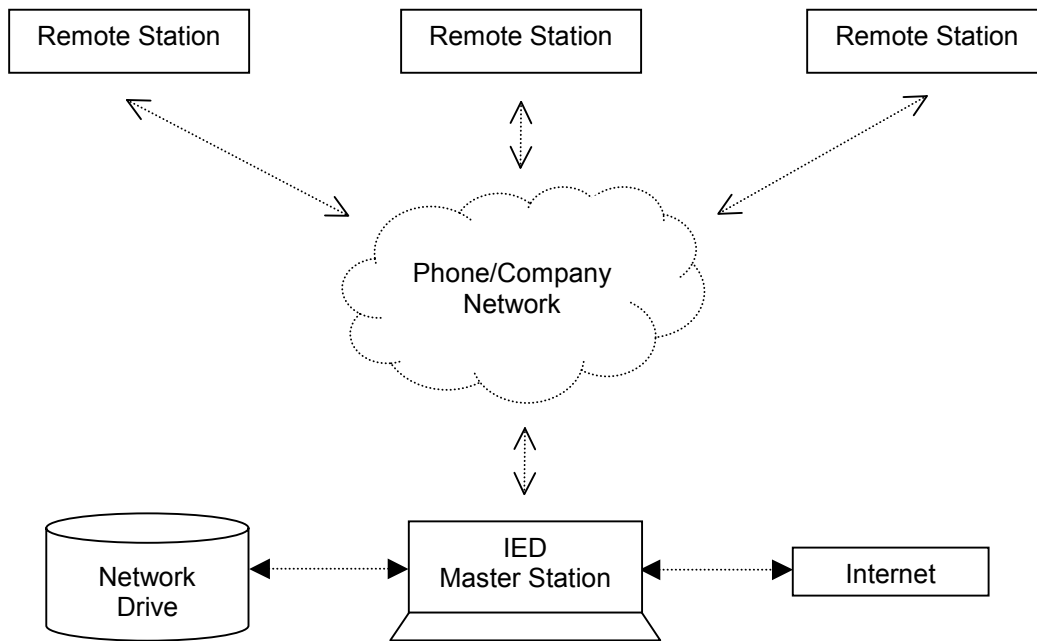 Remote Station
Remote Station
Remote Station
Phone/Company
Network
IED
Master Station
Network
Drive
Internet